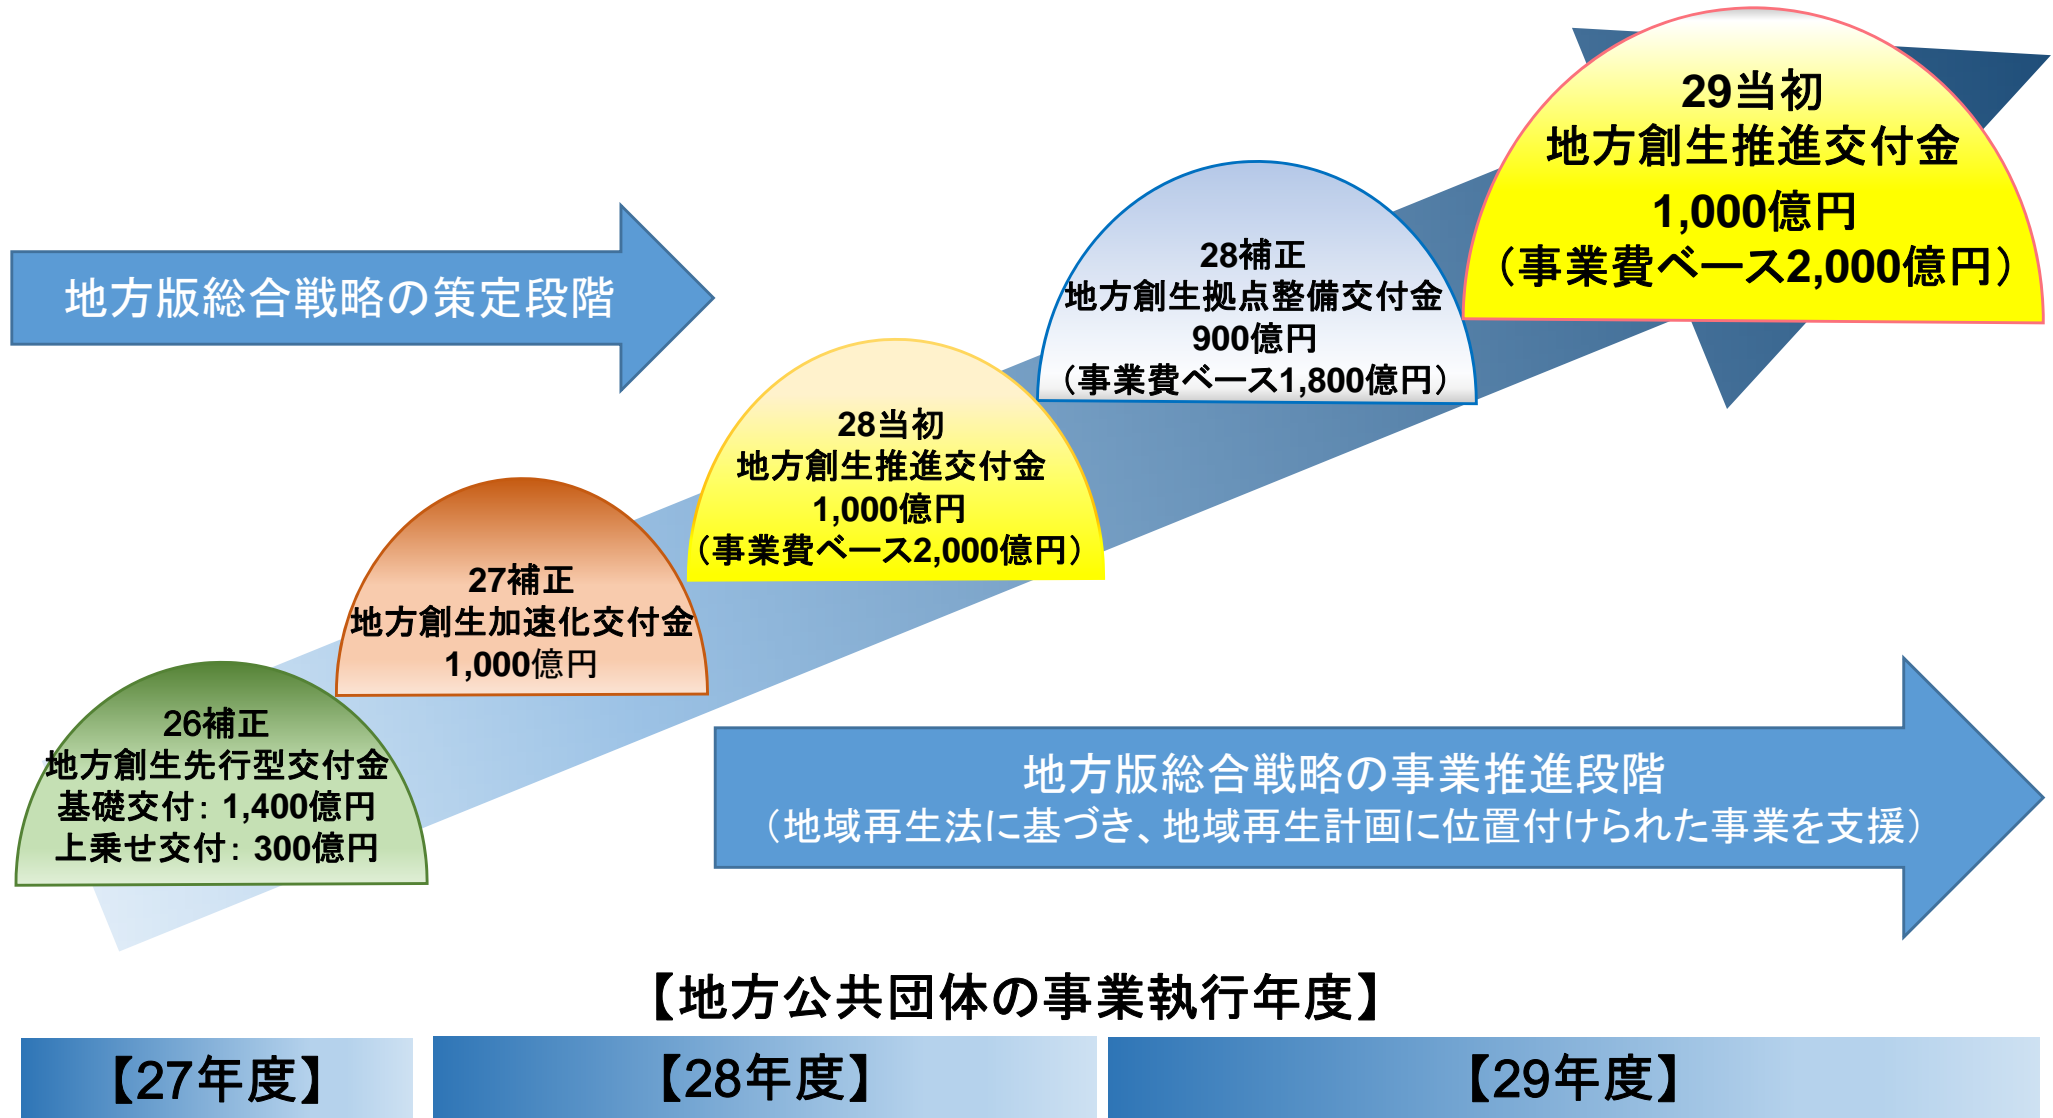 29当初
地方創生推進交付金
1,000億円
（事業費ベース2,000億円）
28補正
地方創生拠点整備交付金
900億円
（事業費ベース1,800億円）
地方版総合戦略の策定段階
28当初
地方創生推進交付金
1,000億円
（事業費ベース2,000億円）
27補正
地方創生加速化交付金
1,000億円
26補正
地方創生先行型交付金
基礎交付：1,400億円
上乗せ交付：300億円
地方版総合戦略の事業推進段階
（地域再生法に基づき、地域再生計画に位置付けられた事業を支援）
【地方公共団体の事業執行年度】
【27年度】
【28年度】
【29年度】